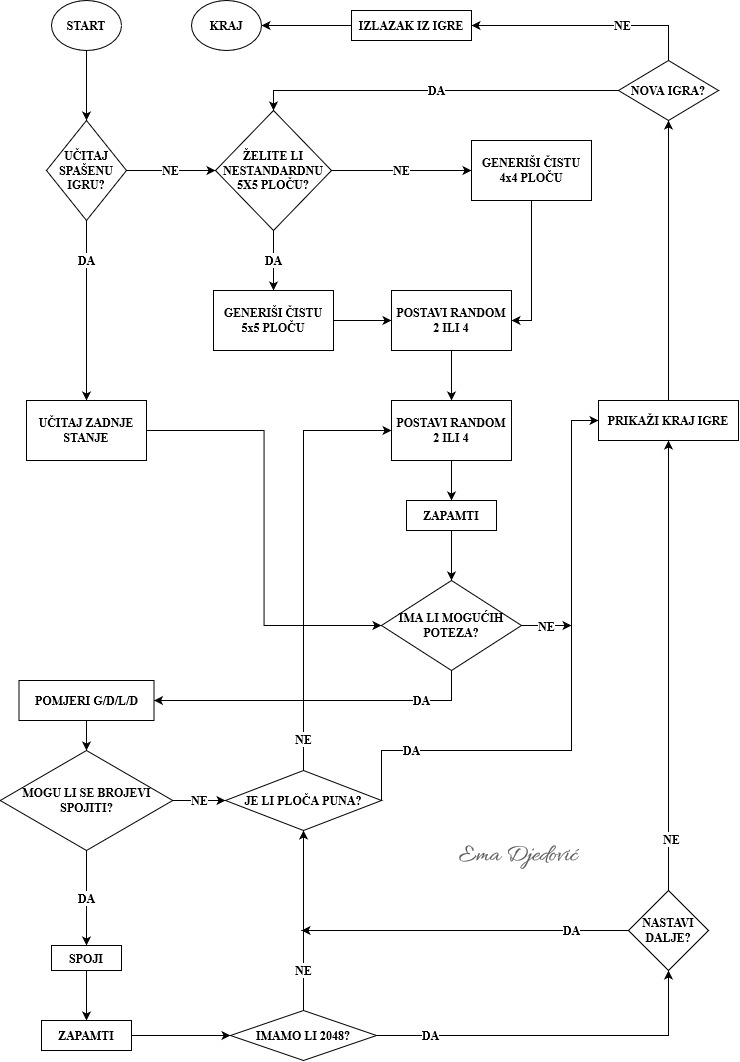 START
KRAJ
IZLAZAK IZ IGRE
NE
NOVA IGRA?
DA
UČITAJ
SPAŠENU
IGRU?
NE
ŽELITE LI
NESTANDARDNU
5X5 PLOČU?
NE
GENERIŠI ČISTU
4x4 PLOČU
DA
DA
GENERIŠI ČISTU
5x5 PLOČU
POSTAVI RANDOM
2 ILI 4
UČITAJ ZADNJE
STANJE
POSTAVI RANDOM
2 ILI 4
PRIKAŽI KRAJ IGRE
ZAPAMTI
IMA LI MOGUĆIH
POTEZA?
NE
POMJERI G/D/L/D
DA
NE
DA
MOGU LI SE BROJEVI
SPOJITI?
NE
JE LI PLOČA PUNA?
Ema Djedović
NE
DA
NASTAVI
DALJE?
DA
SPOJI
NE
ZAPAMTI
IMAMO LI 2048?
DA